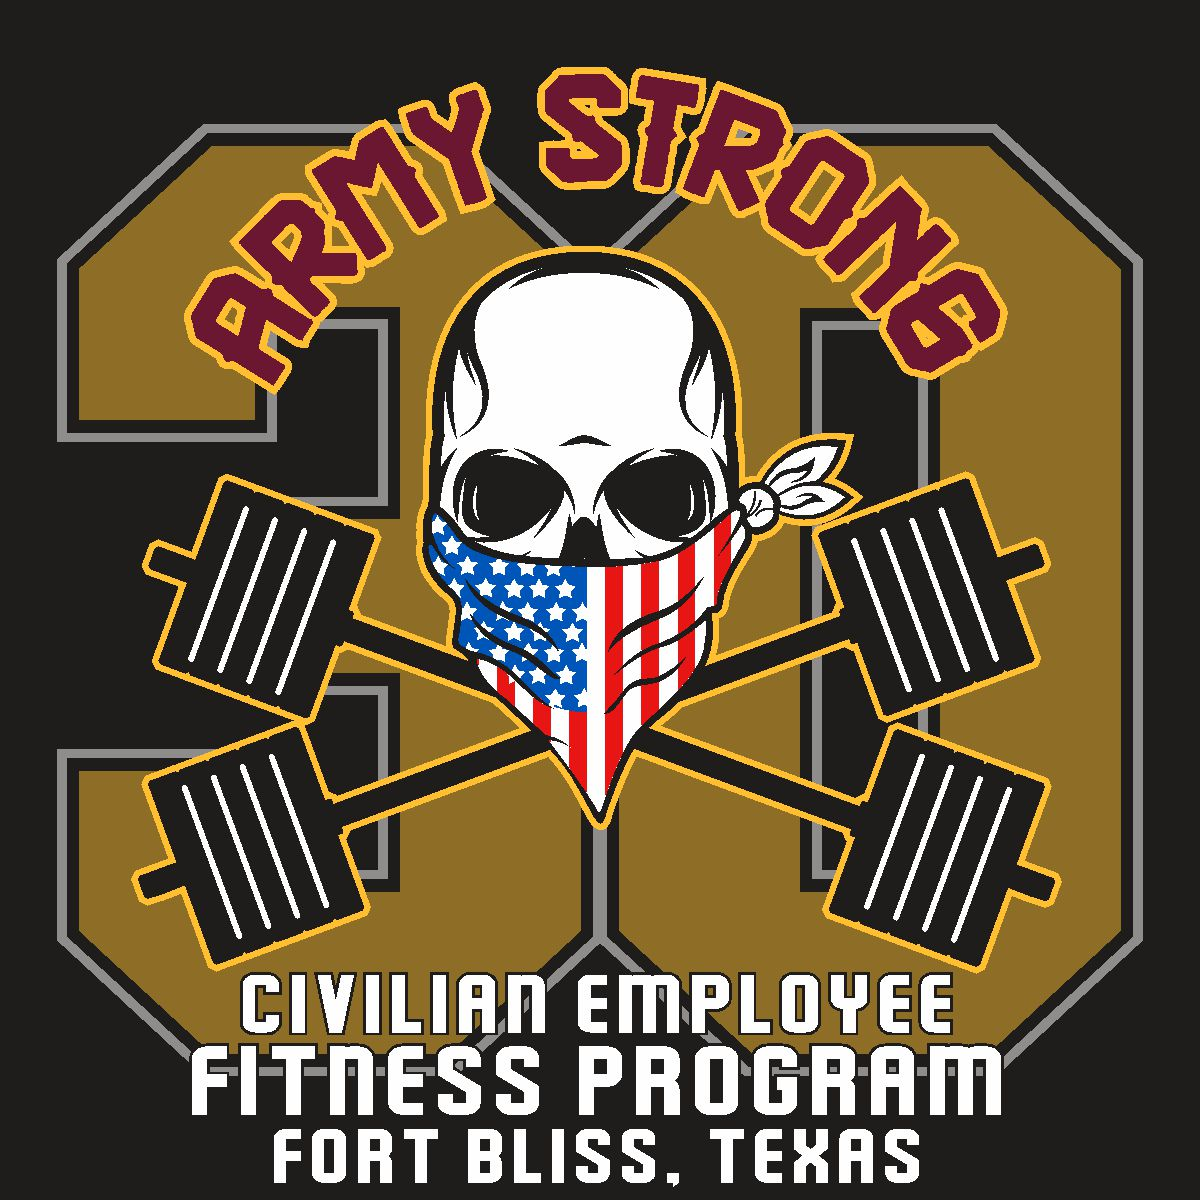 ARMY STRONG
30
CIVILIAN EMPLOYEE
FITNESS PROGRAM
FORT BLISS, TEXAS